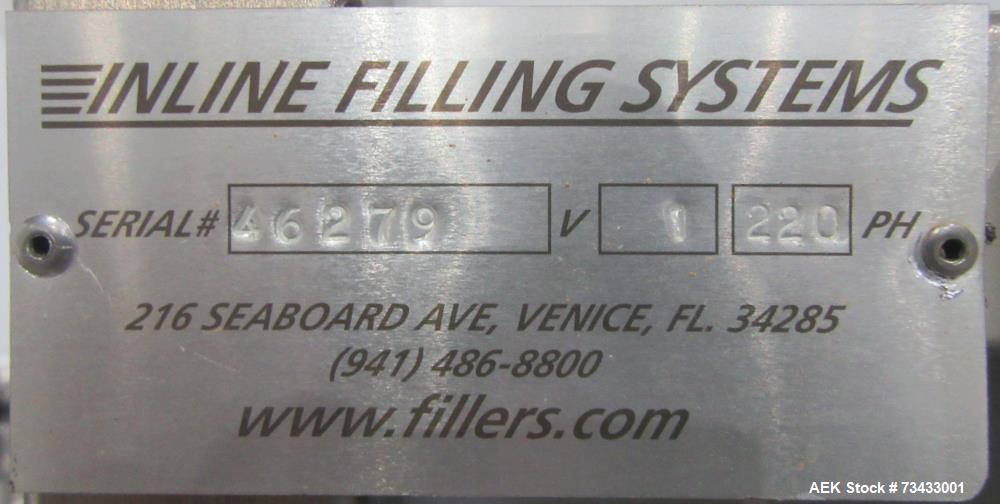 INLINE FILLING SYSTEMS
SERIAL# 46279 V 1 220 PH
216 SEABOARD AVE, VENICE, FL. 34285
(941) 486-8800
www.fillers.com
AEK Stock # 73433001